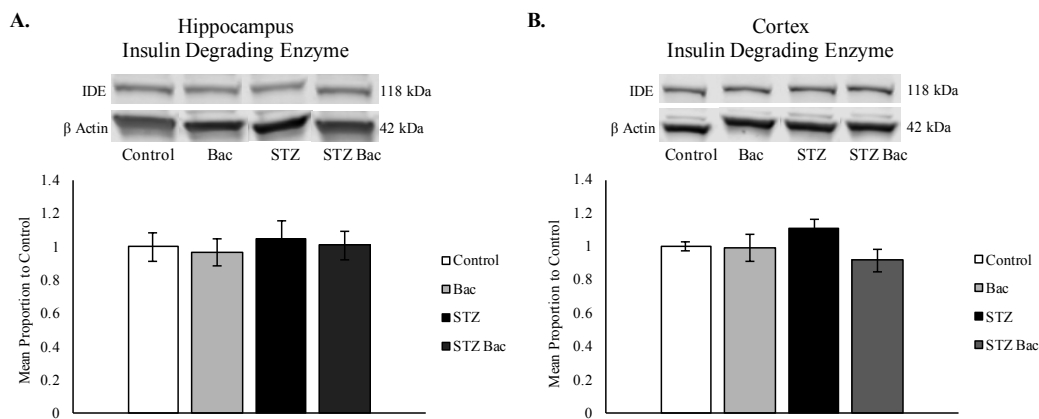 A.
Hippocampus
Insulin Degrading Enzyme
IDE
118 kDa
β Actin
42 kDa
Control Bac STZ STZ Bac
Mean Proportion to Control
1.4
1.2
1
0.8
0.6
0.4
0.2
0
Control
Bac
STZ
STZ Bac
B.
Cortex
Insulin Degrading Enzyme
IDE
118 kDa
β Actin
42 kDa
Control Bac STZ STZ Bac
Mean Proportion to Control
1.4
1.2
1
0.8
0.6
0.4
0.2
0
Control
Bac
STZ
STZ Bac